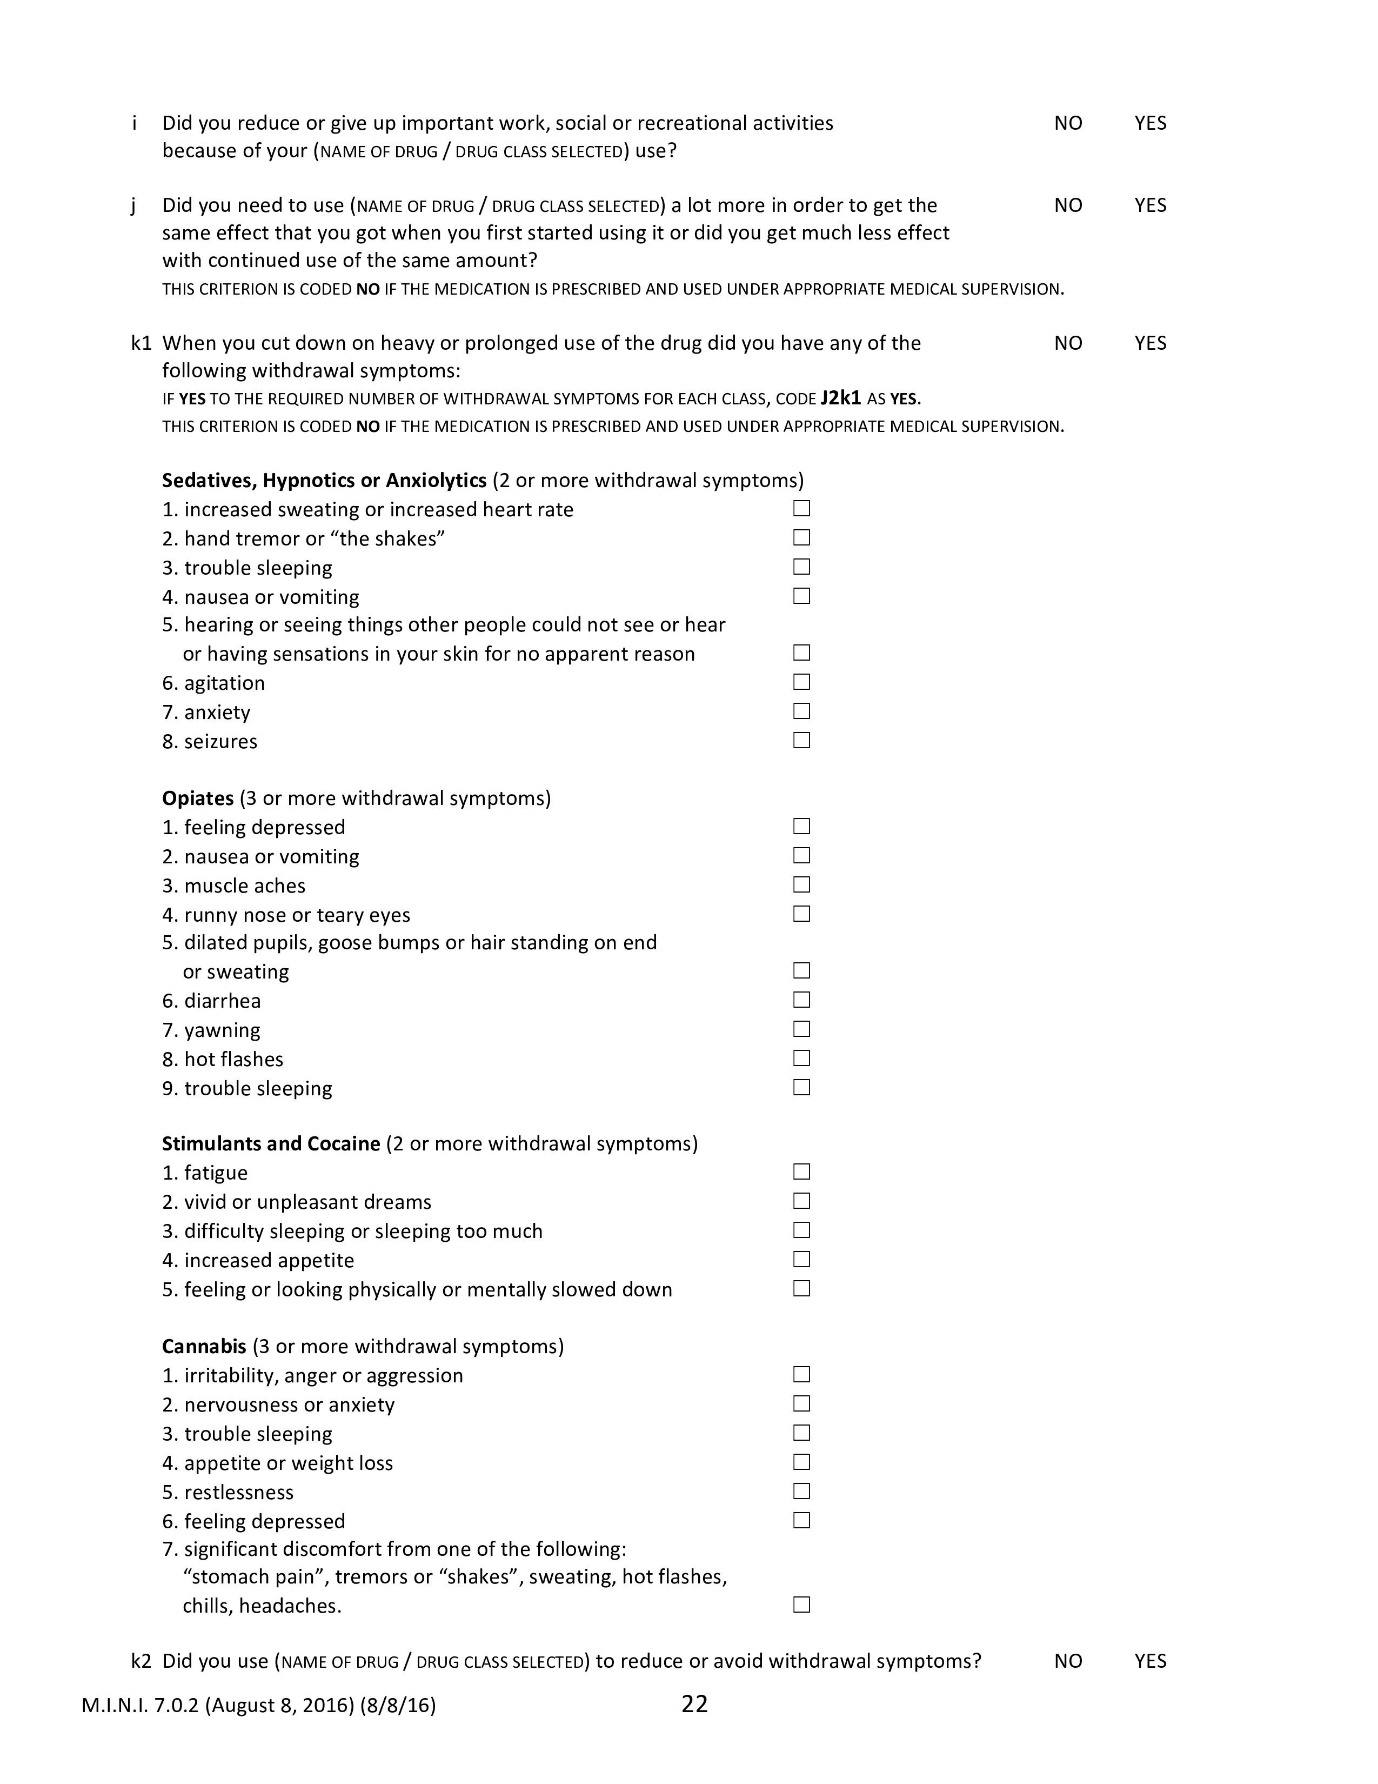 i Did you reduce or give up important work, social or recreational activities NO YES
because of your (NAME OF DRUG / DRUG CLASS SELECTED) use?
j Did you need to use (NAME OF DRUG / DRUG CLASS SELECTED) a lot more in order to get the NO YES
same effect that you got when you first started using it or did you get much less effect
with continued use of the same amount?
THIS CRITERION IS CODED NO IF THE MEDICATION IS PRESCRIBED AND USED UNDER APPROPRIATE MEDICAL SUPERVISION.
k1 When you cut down on heavy or prolonged use of the drug did you have any of the NO YES
following withdrawal symptoms:
IF YES TO THE REQUIRED NUMBER OF WITHDRAWAL SYMPTOMS FOR EACH CLASS, CODE J2k1 AS YES.
THIS CRITERION IS CODED NO IF THE MEDICATION IS PRESCRIBED AND USED UNDER APPROPRIATE MEDICAL SUPERVISION.
Sedatives, Hypnotics or Anxiolytics (2 or more withdrawal symptoms)
1. increased sweating or increased heart rate ☐
2. hand tremor or “the shakes” ☐
3. trouble sleeping ☐
4. nausea or vomiting ☐
5. hearing or seeing things other people could not see or hear
or having sensations in your skin for no apparent reason ☐
6. agitation ☐
7. anxiety ☐
8. seizures ☐
Opiates (3 or more withdrawal symptoms)
1. feeling depressed ☐
2. nausea or vomiting ☐
3. muscle aches ☐
4. runny nose or teary eyes ☐
5. dilated pupils, goose bumps or hair standing on end
or sweating ☐
6. diarrhea ☐
7. yawning ☐
8. hot flashes ☐
9. trouble sleeping ☐
Stimulants and Cocaine (2 or more withdrawal symptoms)
1. fatigue ☐
2. vivid or unpleasant dreams ☐
3. difficulty sleeping or sleeping too much ☐
4. increased appetite ☐
5. feeling or looking physically or mentally slowed down ☐
Cannabis (3 or more withdrawal symptoms)
1. irritability, anger or aggression ☐
2. nervousness or anxiety ☐
3. trouble sleeping ☐
4. appetite or weight loss ☐
5. restlessness ☐
6. feeling depressed ☐
7. significant discomfort from one of the following:
“stomach pain”, tremors or “shakes”, sweating, hot flashes,
chills, headaches. ☐
k2 Did you use (NAME OF DRUG / DRUG CLASS SELECTED) to reduce or avoid withdrawal symptoms? NO YES
M.I.N.I. 7.0.2 (August 8, 2016) (8/8/16) 22